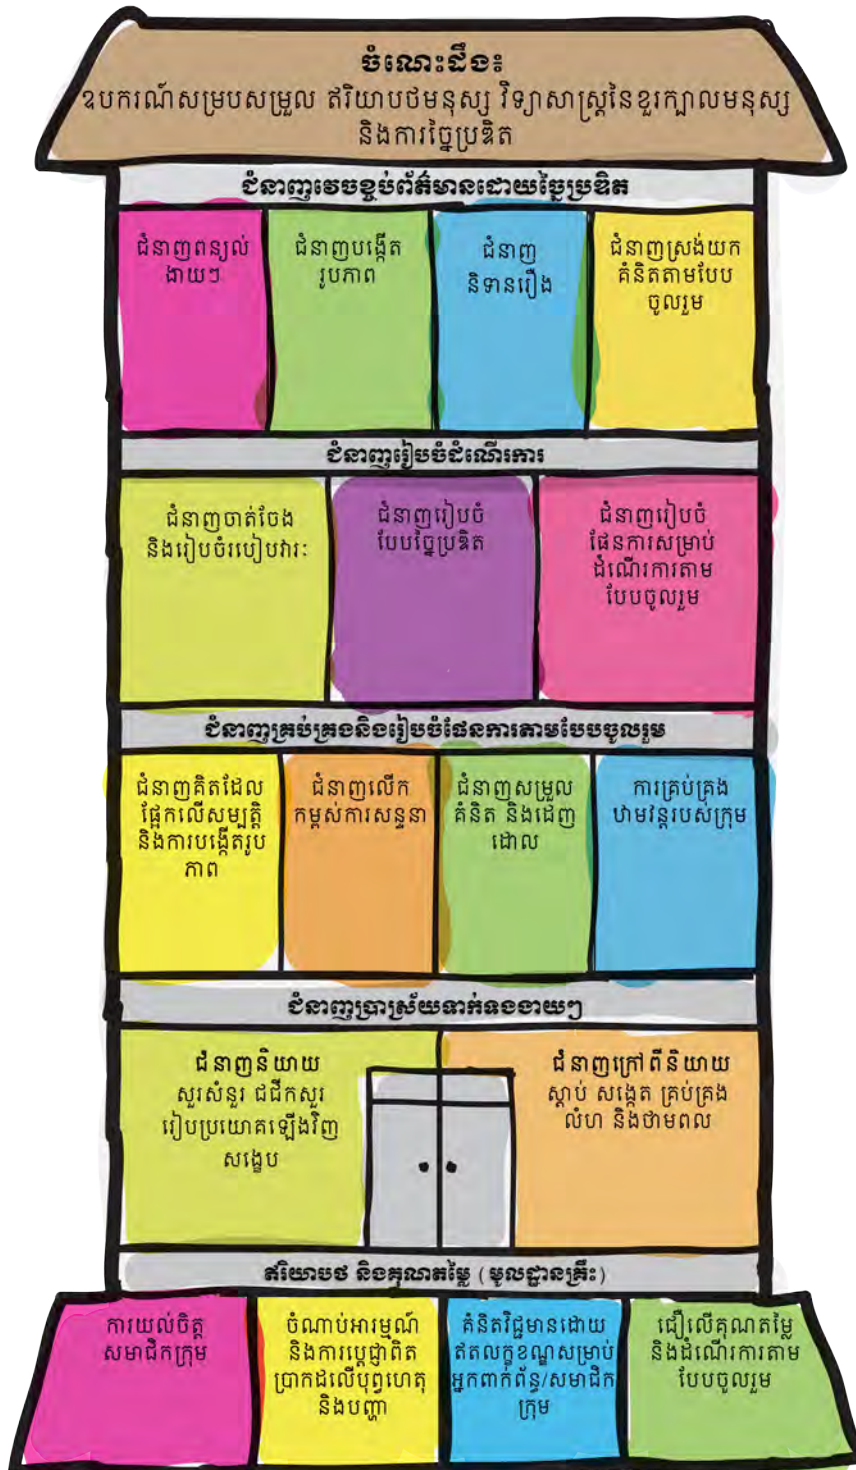 ចំណេះដឹង៖
ឧបករណ៍សម្របសម្រួល ឥរិយាបថមនុស្ស វិទ្យាសាស្ត្រនៃខួរក្បាលមនុស្ស
និងការច្នៃប្រឌិត
ជំនាញវេចខ្ចប់ព័ត៌មានដោយច្នៃប្រឌិត
ជំនាញពន្យល់
ងាយៗ
ជំនាញបង្កើត
រូបភាព
ជំនាញ
និទានរឿង
ជំនាញស្រង់យក
គំនិតតាមបែប
ចូលរួម
ជំនាញរៀបចំដំណើរការ
ជំនាញចាត់ចែង
និងរៀបចំរបៀបវារៈ
ជំនាញរៀបចំ
បែបច្នៃប្រឌិត
ជំនាញរៀបចំ
ផែនការសម្រាប់
ដំណើរការតាម
បែបចូលរួម
ជំនាញគ្រប់គ្រងនិងរៀបចំផែនការតាមបែបចូលរួម
ជំនាញគិតដែល
ផ្អែកលើសម្បត្តិ
និងការបង្កើតរូប
ភាព
ជំនាញលើក
កម្ពស់ការសន្ទនា
ជំនាញសម្រួល
គំនិត និងដេញ
ដោល
ការគ្រប់គ្រង
ឋាមវន្តរបស់ក្រុម
ជំនាញប្រាស្រ័យទាក់ទងងាយៗ
ជំនាញនិយាយ
សួរសំនួរ ជជីកសួរ
រៀបប្រយោគឡើងវិញ
សង្ខេប
ជំនាញក្រៅពីនិយាយ
ស្តាប់ សង្កេត គ្រប់គ្រង
លំហ និងថាមពល
ឥរិយាបថ និងគុណតម្លៃ (មូលដ្ឋានគ្រឹះ)
ការយល់ចិត្ត
សមាជិកក្រុម
ចំណាប់អារម្មណ៍
និងការប្តេជ្ញាពិត
ប្រាកដលើបុព្វហេតុ
និងបញ្ហា
គំនិតវិជ្ជមានដោយ
ឥតលក្ខខណ្ឌសម្រាប់
អ្នកពាក់ព័ន្ធ/សមាជិក
ក្រុម
ជឿលើគុណតម្លៃ
និងដំណើរការតាម
បែបចូលរួម